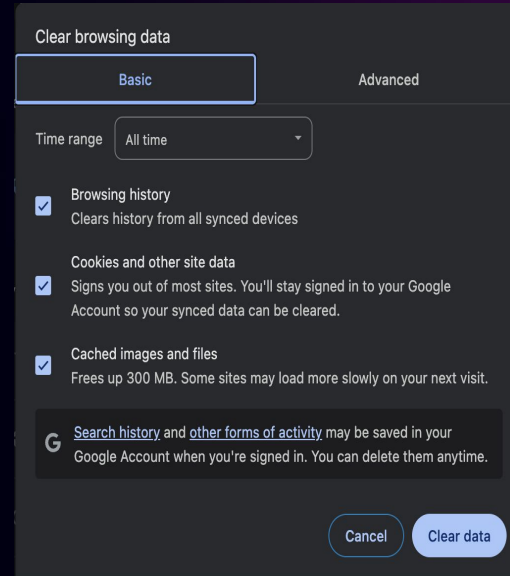 Clear browsing data
Basic
Advanced
Time range
All time
Browsing history
Clears history from all synced devices
Cookies and other site data
Signs you out of most sites. You'll stay signed in to your Google
Account so your synced data can be cleared.
Cached images and files
Frees up 300 MB. Some sites may load more slowly on your next visit.
G
Search history and other forms of activity may be saved in your
Google Account when you're signed in. You can delete them anytime.
Cancel
Clear data